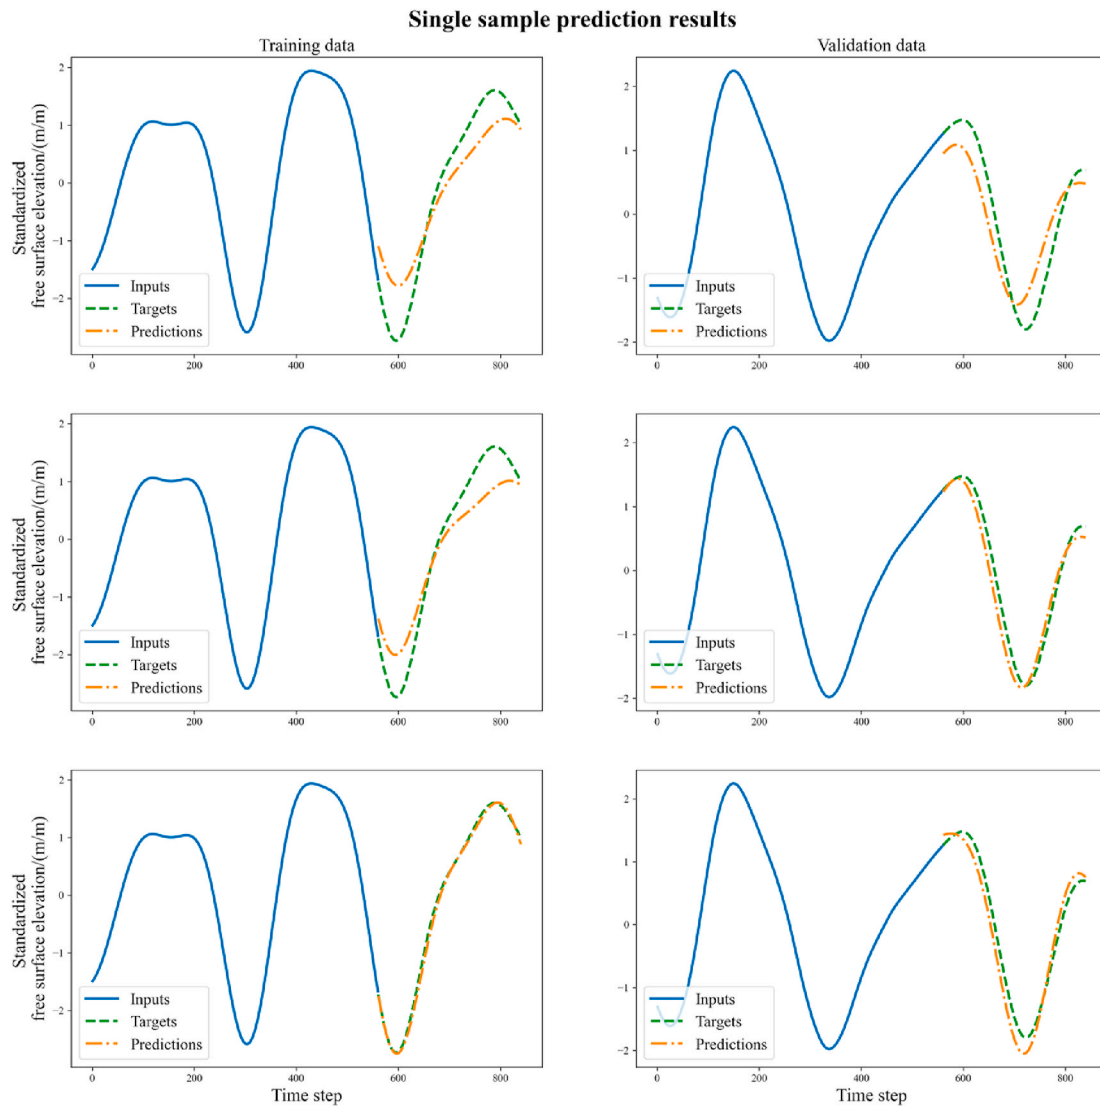 Single sample prediction results
Training data
Validation data
Standardized
free surface elevation/(m/m)
2
1
0
−1
−2
Inputs
Targets
Predictions
0
200
400
600
800
2
1
0
−1
−2
Inputs
Targets
Predictions
0
200
400
600
800
Standardized
free surface elevation/(m/m)
2
1
0
−1
−2
Inputs
Targets
Predictions
0
200
400
600
800
2
1
0
−1
−2
Inputs
Targets
Predictions
0
200
400
600
800
Standardized
free surface elevation/(m/m)
2
1
0
−1
−2
Inputs
Targets
Predictions
0
200
400
600
800
Time step
2
1
0
−1
−2
Inputs
Targets
Predictions
0
200
400
600
800
Time step